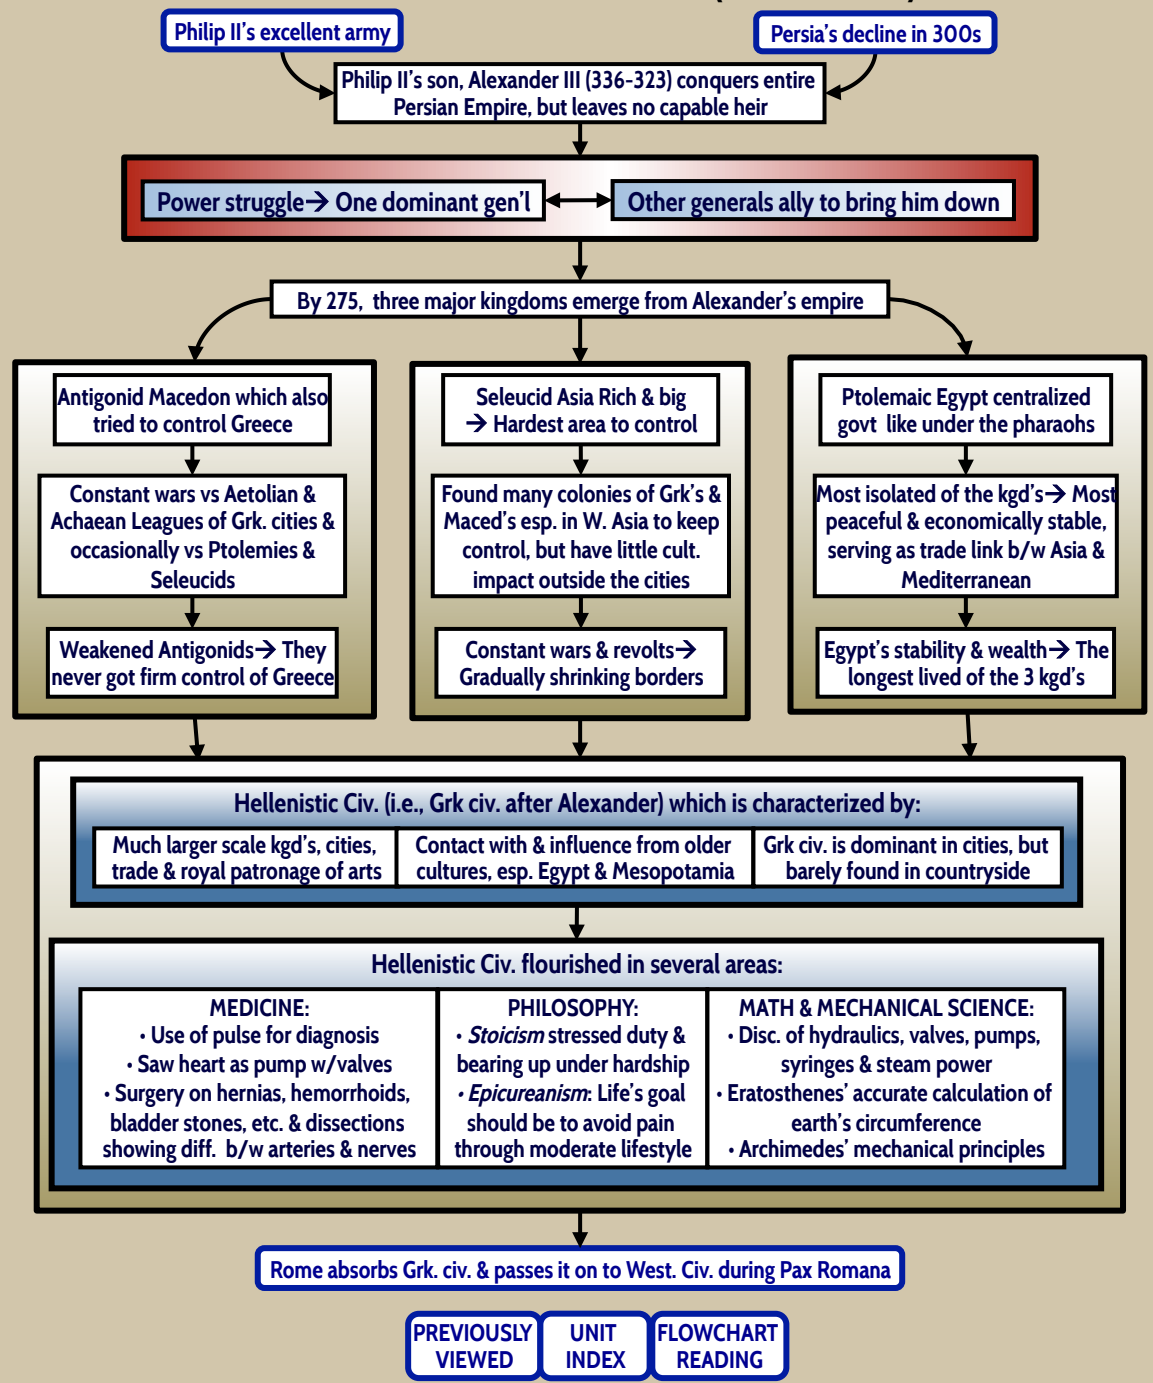 Philip II's excellent army
Persia's decline in 300s
Philip II's son, Alexander III (336-323) conquers entire
Persian Empire, but leaves no capable heir
Power struggle→ One dominant gen'l
Other generals ally to bring him down
By 275, three major kingdoms emerge from Alexander's empire
Antigonid Macedon which also
tried to control Greece
Constant wars vs Aetolian &
Achaean Leagues of Grk. cities &
occasionally vs Ptolemies &
Seleucids
Weakened Antigonids→ They
never got firm control of Greece
Seleucid Asia Rich & big
→ Hardest area to control
Found many colonies of Grk's &
Maced's esp. in W. Asia to keep
control, but have little cult.
impact outside the cities
Constant wars & revolts→
Gradually shrinking borders
Ptolemaic Egypt centralized
govt like under the pharaohs
Most isolated of the kgd's→ Most
peaceful & economically stable,
serving as trade link b/w Asia &
Mediterranean
Egypt's stability & wealth→ The
longest lived of the 3 kgd's
Hellenistic Civ. (i.e., Grk civ. after Alexander) which is characterized by:
Much larger scale kgd's, cities,
trade & royal patronage of arts
Contact with & influence from older
cultures, esp. Egypt & Mesopotamia
Grk civ. is dominant in cities, but
barely found in countryside
Hellenistic Civ. flourished in several areas:
MEDICINE:
• Use of pulse for diagnosis
• Saw heart as pump w/valves
• Surgery on hernias, hemorrhoids,
bladder stones, etc. & dissections
showing diff. b/w arteries & nerves
PHILOSOPHY:
• Stoicism stressed duty &
bearing up under hardship
• Epicureanism: Life's goal
should be to avoid pain
through moderate lifestyle
MATH & MECHANICAL SCIENCE:
• Disc. of hydraulics, valves, pumps,
syringes & steam power
• Eratosthenes' accurate calculation of
earth's circumference
• Archimedes' mechanical principles
Rome absorbs Grk. civ. & passes it on to West. Civ. during Pax Romana
PREVIOUSLY
VIEWED
UNIT
INDEX
FLOWCHART
READING